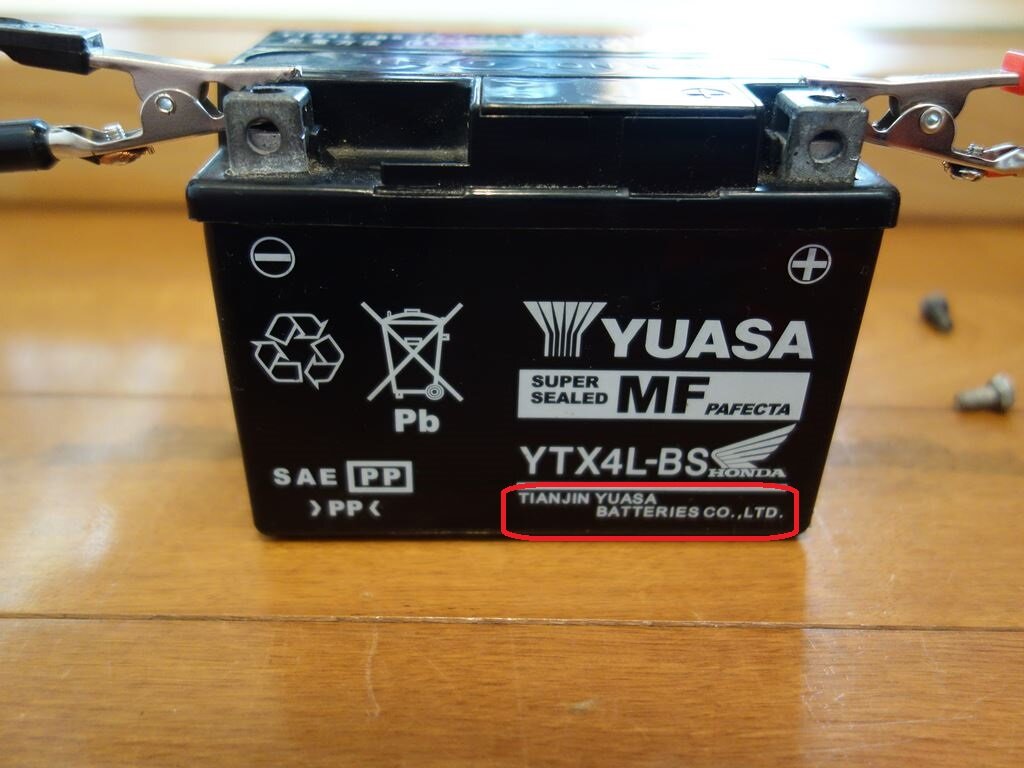 YUASA
SUPER
SEALED
MF PAFECTA
Pb
YTX4L-BS
HONDA
SAE PP
TIANJIN YUASA
BATTERIES CO.,LTD.
>PP<